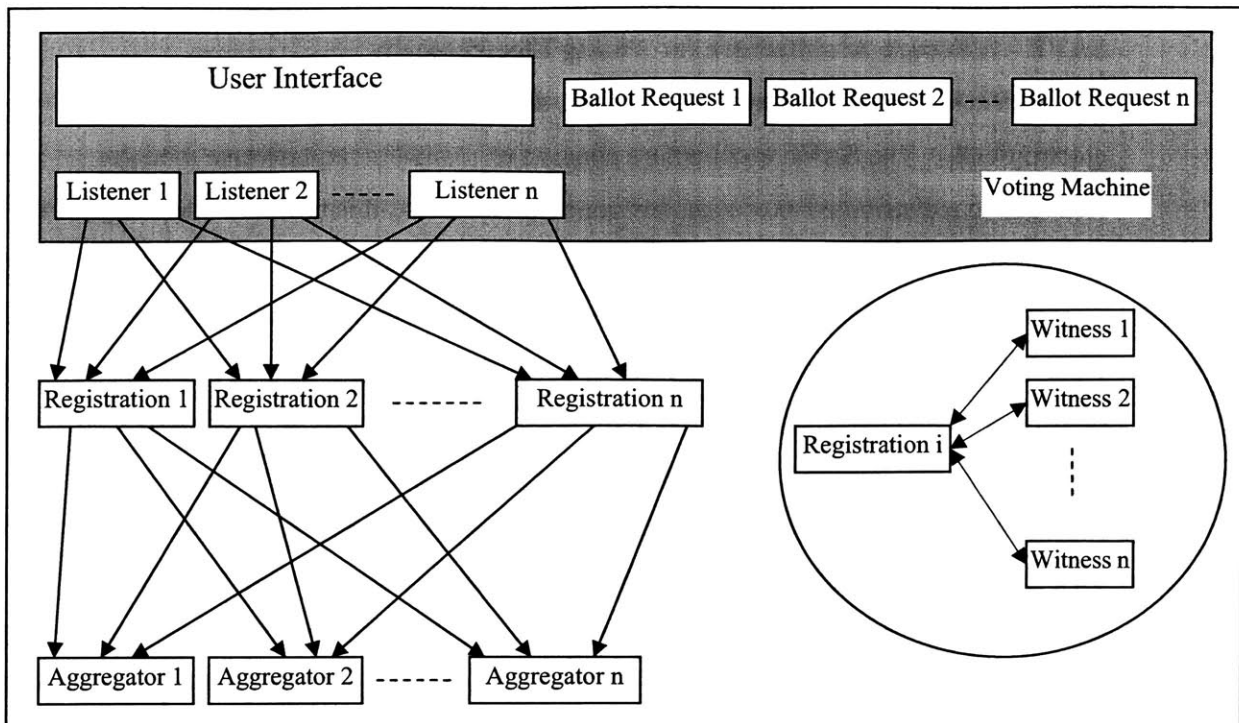 User Interface
Ballot Request 1
Ballot Request 2
Ballot Request n
Listener 1
Listener 2
Listener n
Voting Machine
Registration 1
Registration 2
Registration n
Aggregator 1
Aggregator 2
Aggregator n
Registration i
Witness 1
Witness 2
Witness n